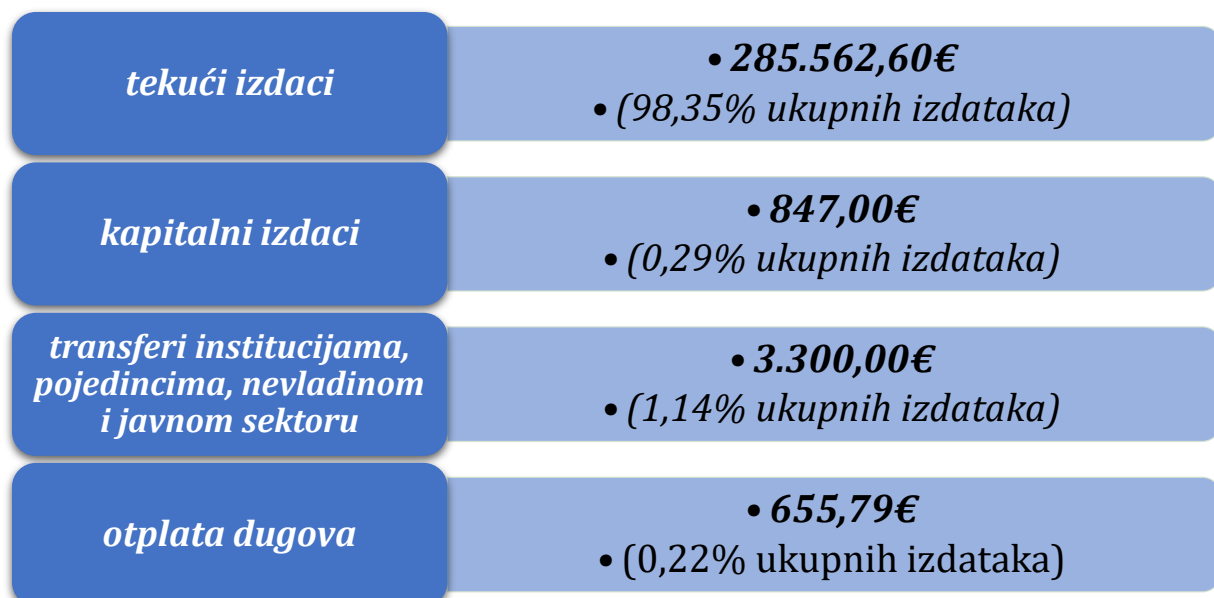 tekući izdaci
• 285.562,60€
• (98,35% ukupnih izdataka)
kapitalni izdaci
• 847,00€
• (0,29% ukupnih izdataka)
transferi institucijama,
pojedincima, nevladinom
i javnom sektoru
• 3.300,00€
• (1,14% ukupnih izdataka)
otplata dugova
• 655,79€
• (0,22% ukupnih izdataka)